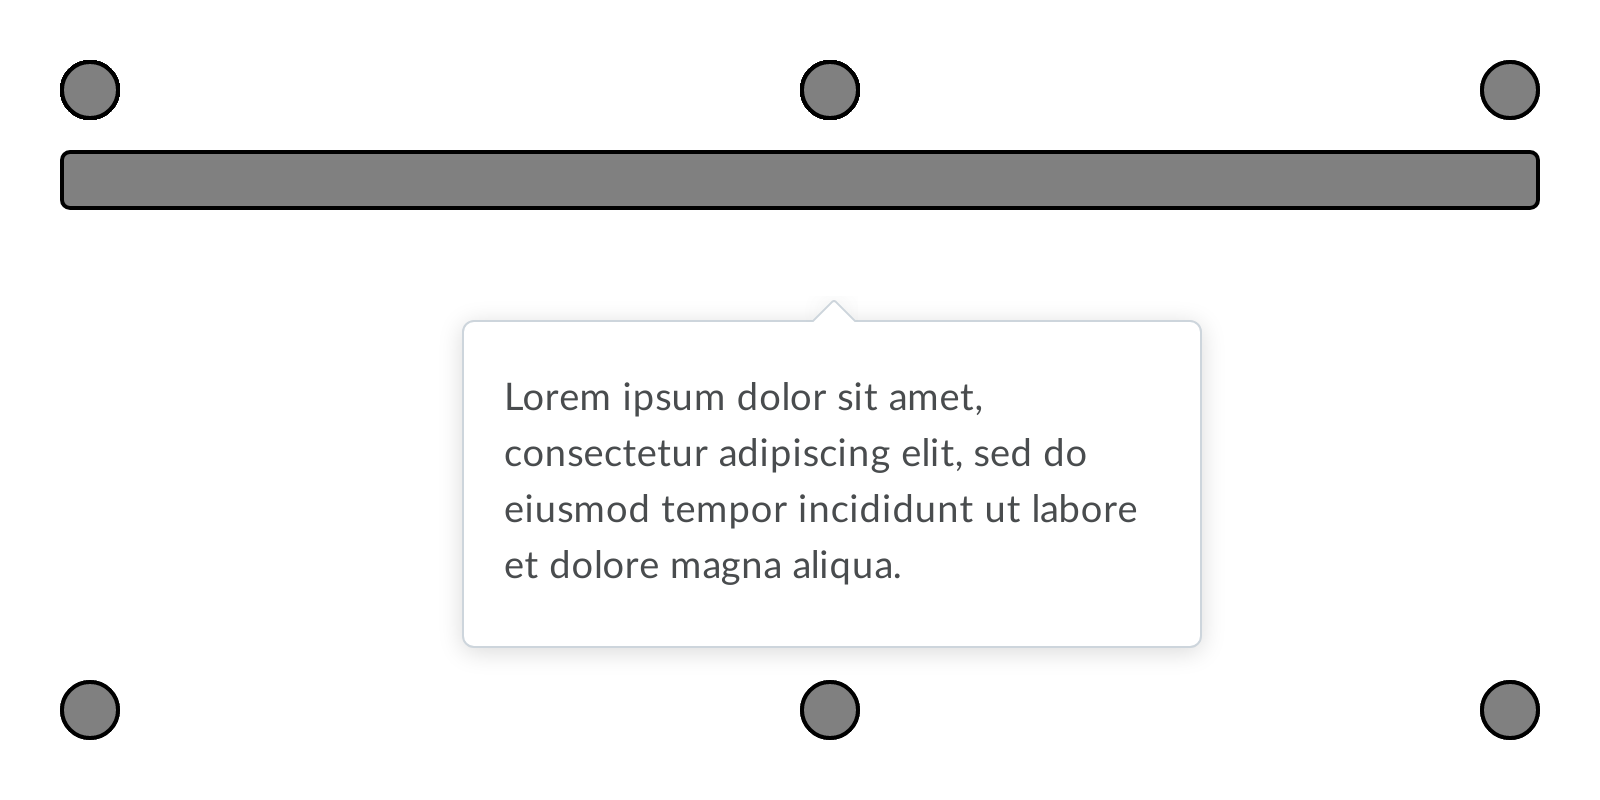 Lorem ipsum dolor sit amet,
consectetur adipiscing elit, sed do
eiusmod tempor incididunt ut labore
et dolore magna aliqua.